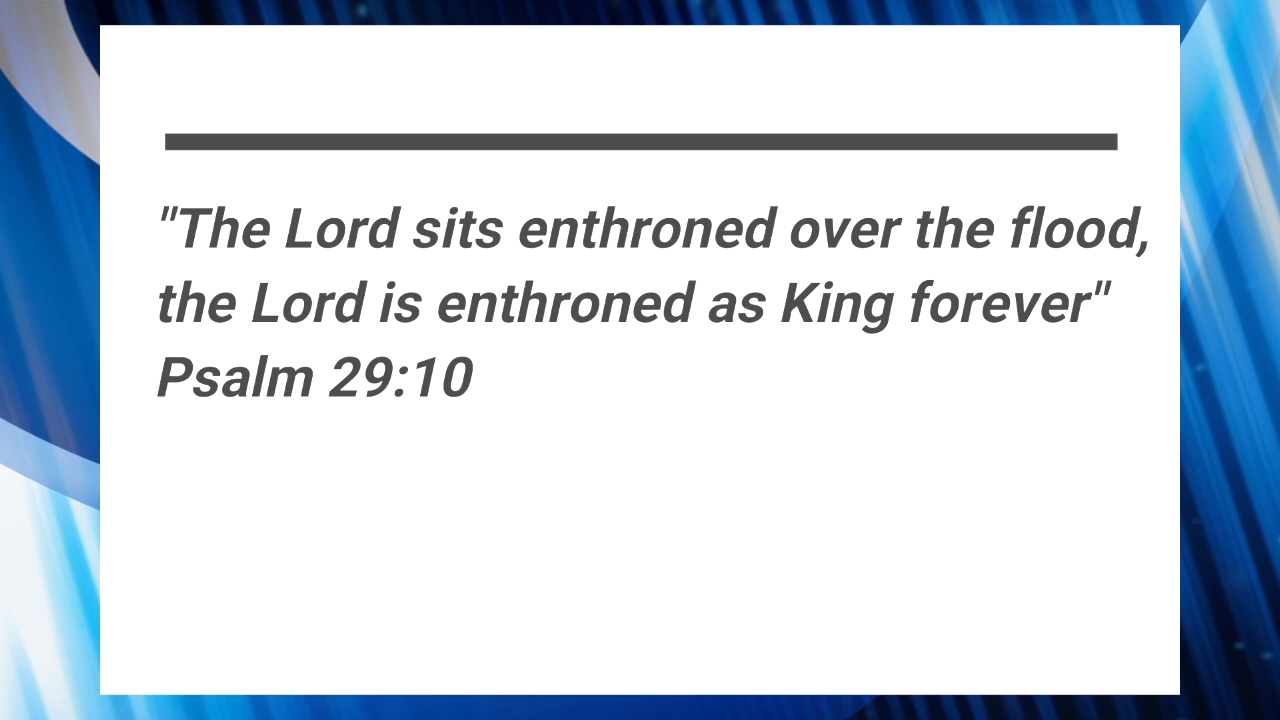 "The Lord sits enthroned over the flood,
the Lord is enthroned as King forever"
Psalm 29:10